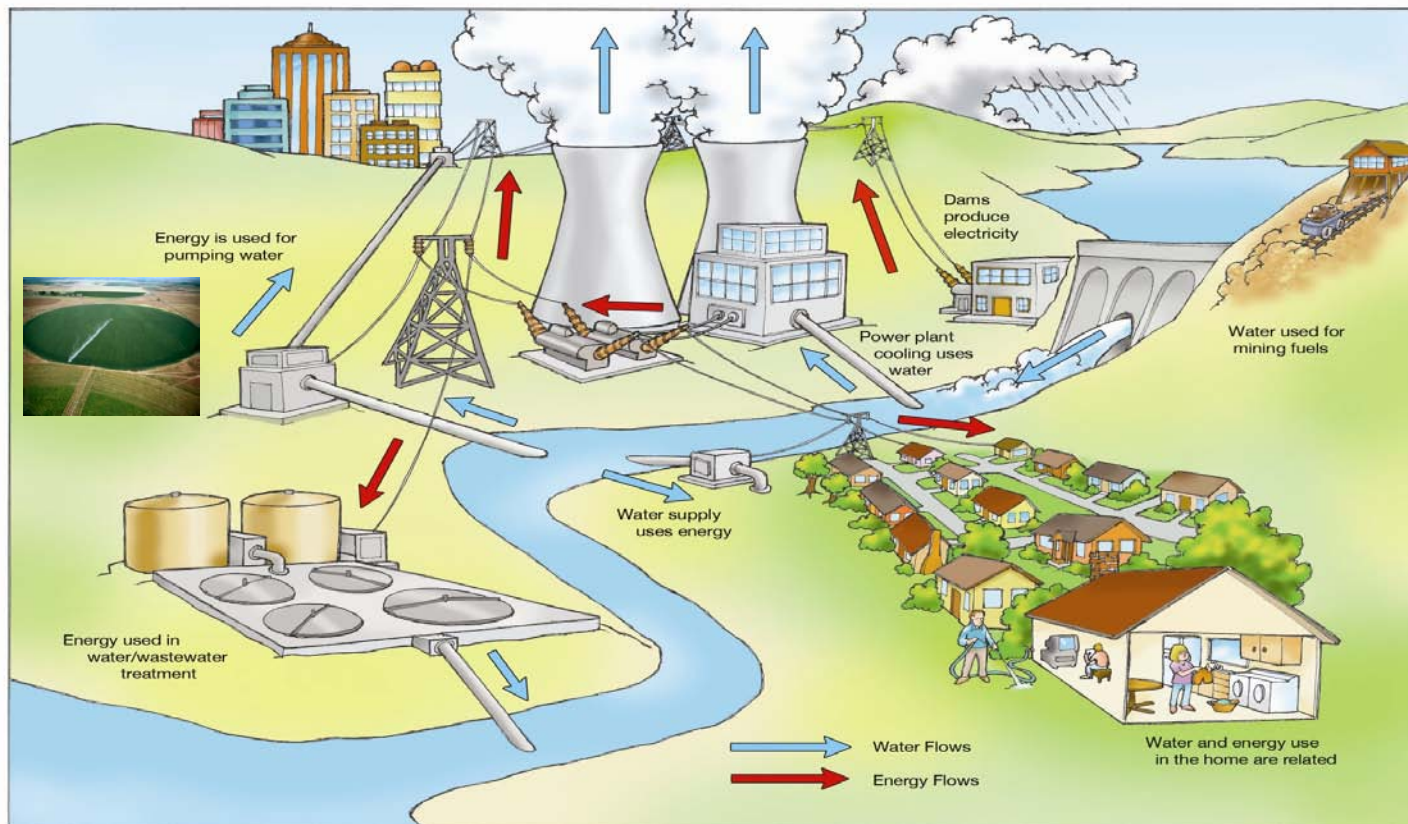 Dams
produce
electricity
Energy is used for
pumping water
Water used for
mining fuels
Power plant
cooling uses
water
Water supply
uses energy
Energy used in
water/wastewater
treatment
Water Flows
Energy Flows
Water and energy use
in the home are related